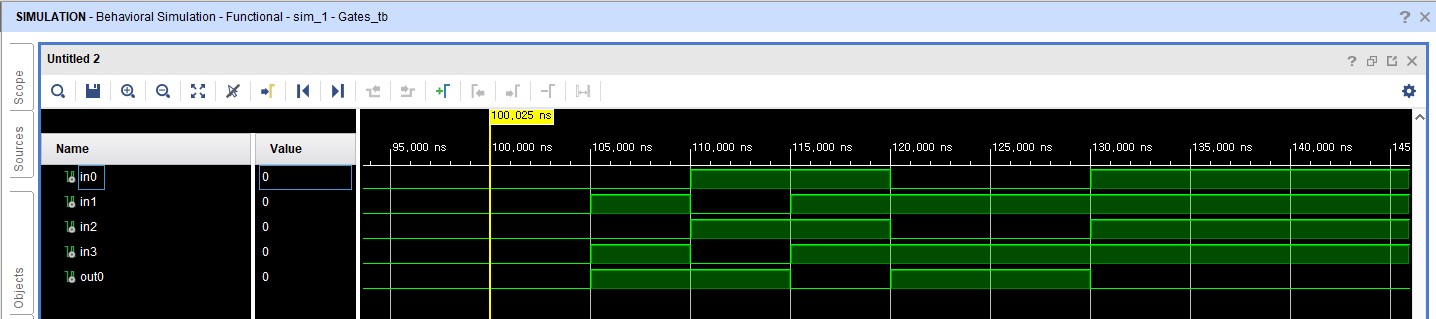 SIMULATION - Behavioral Simulation - Functional - sim_1 - Gates_tb
Untitled 2
Scope
Sources
Objects
100,025 ns
Name Value
95,000 ns 100,000 ns 105,000 ns 110,000 ns 115,000 ns 120,000 ns 125,000 ns 130,000 ns 135,000 ns 140,000 ns 145
in0 0
in1 0
in2 0
in3 0
out0 0